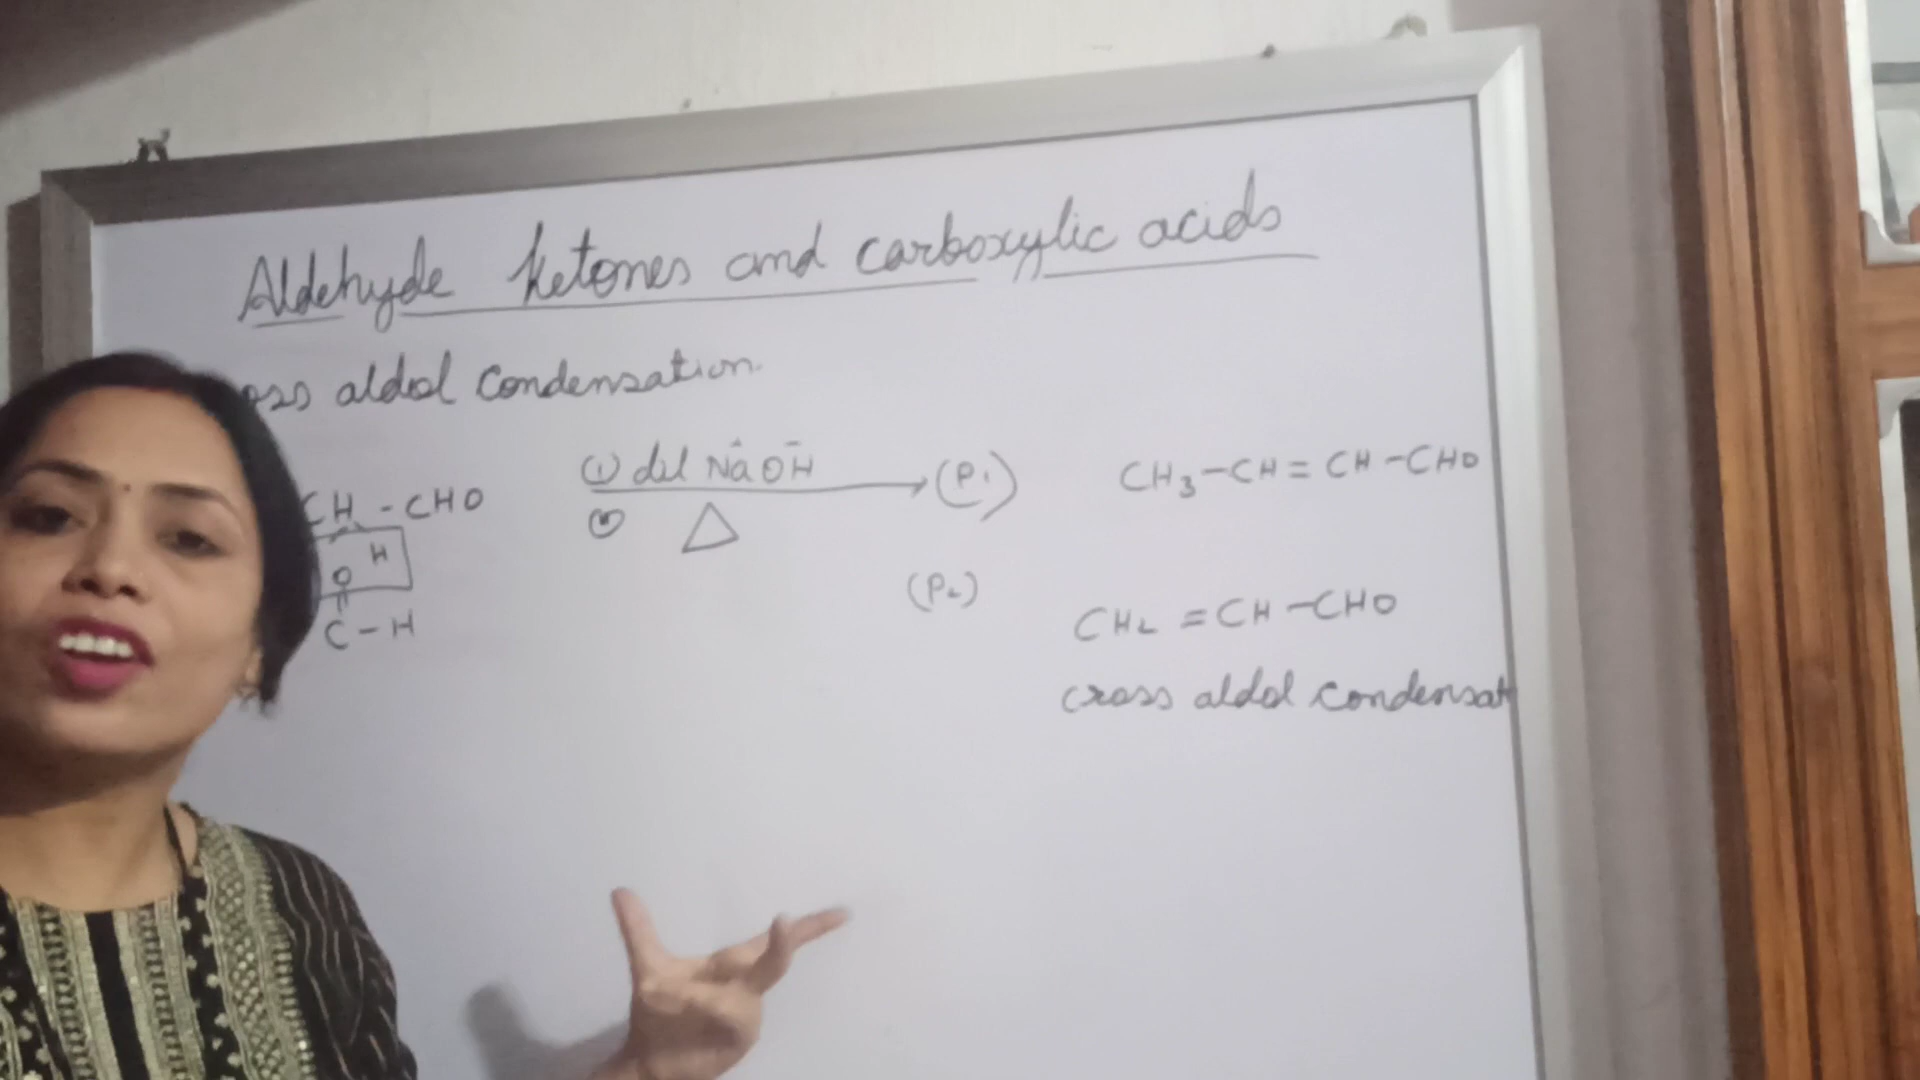 Aldehyde ketones and carboxylic acids
oss aldol condensation.
(1) dil NaOH
(P1)
CH3-CH=CH-CHO
CH-CHO
Δ
H
O
(P2)
C-H
CH2=CH-CHO
cross aldol condensat